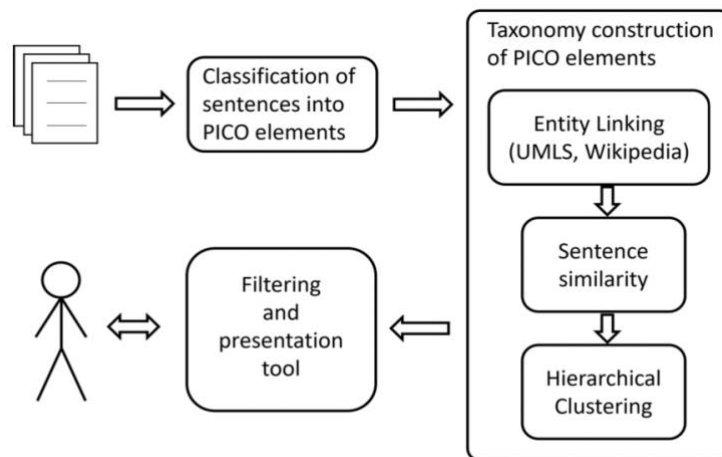 Classification of
sentences into
PICO elements
Taxonomy construction
of PICO elements
Entity Linking
(UMLS, Wikipedia)
Sentence
similarity
Hierarchical
Clustering
Filtering
and
presentation
tool